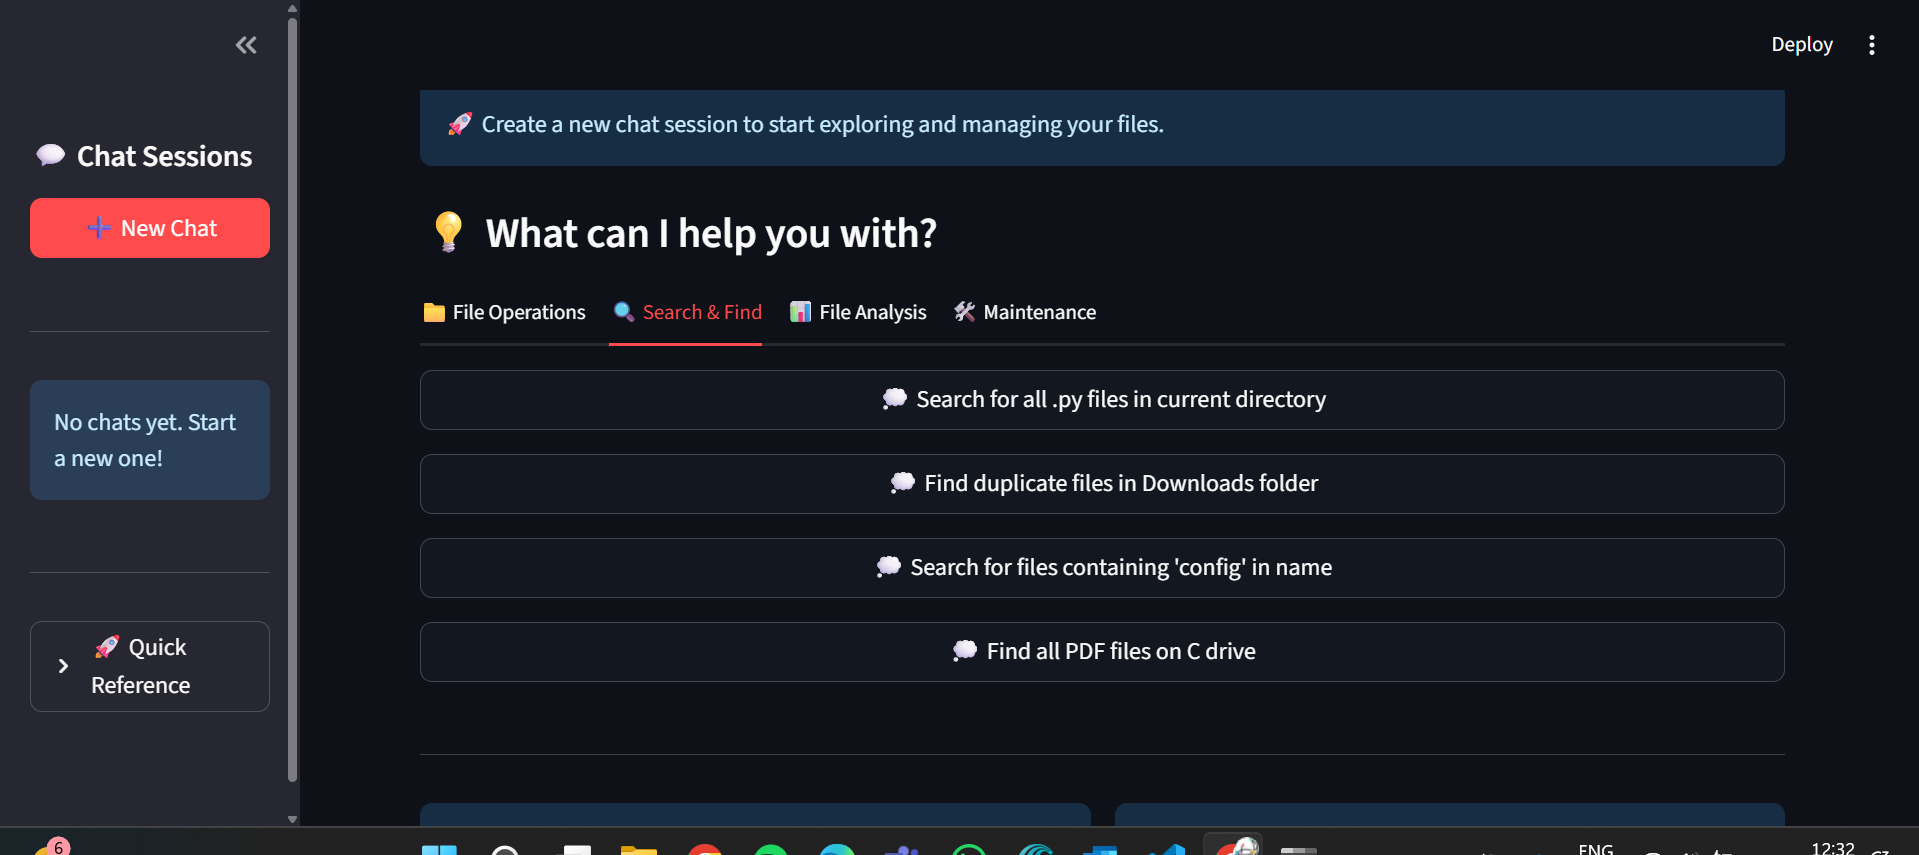 Deploy
Chat Sessions
New Chat
No chats yet. Start
a new one!
Quick
Reference
Create a new chat session to start exploring and managing your files.
What can I help you with?
File Operations
Search & Find
File Analysis
Maintenance
Search for all .py files in current directory
Find duplicate files in Downloads folder
Search for files containing 'config' in name
Find all PDF files on C drive
6
ENG
12:32